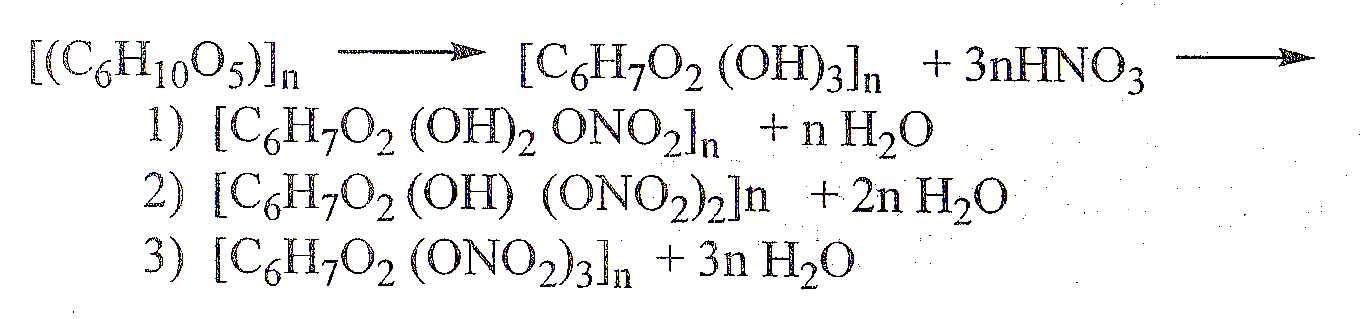 [(C₆H₁₀O₅)]ₙ ⟶ [C₆H₇O₂ (OH)₃]ₙ + 3nHNO₃ ⟶
1) [C₆H₇O₂ (OH)₂ ONO₂]ₙ + n H₂O
2) [C₆H₇O₂ (OH) (ONO₂)₂]n + 2n H₂O
3) [C₆H₇O₂ (ONO₂)₃]ₙ + 3n H₂O